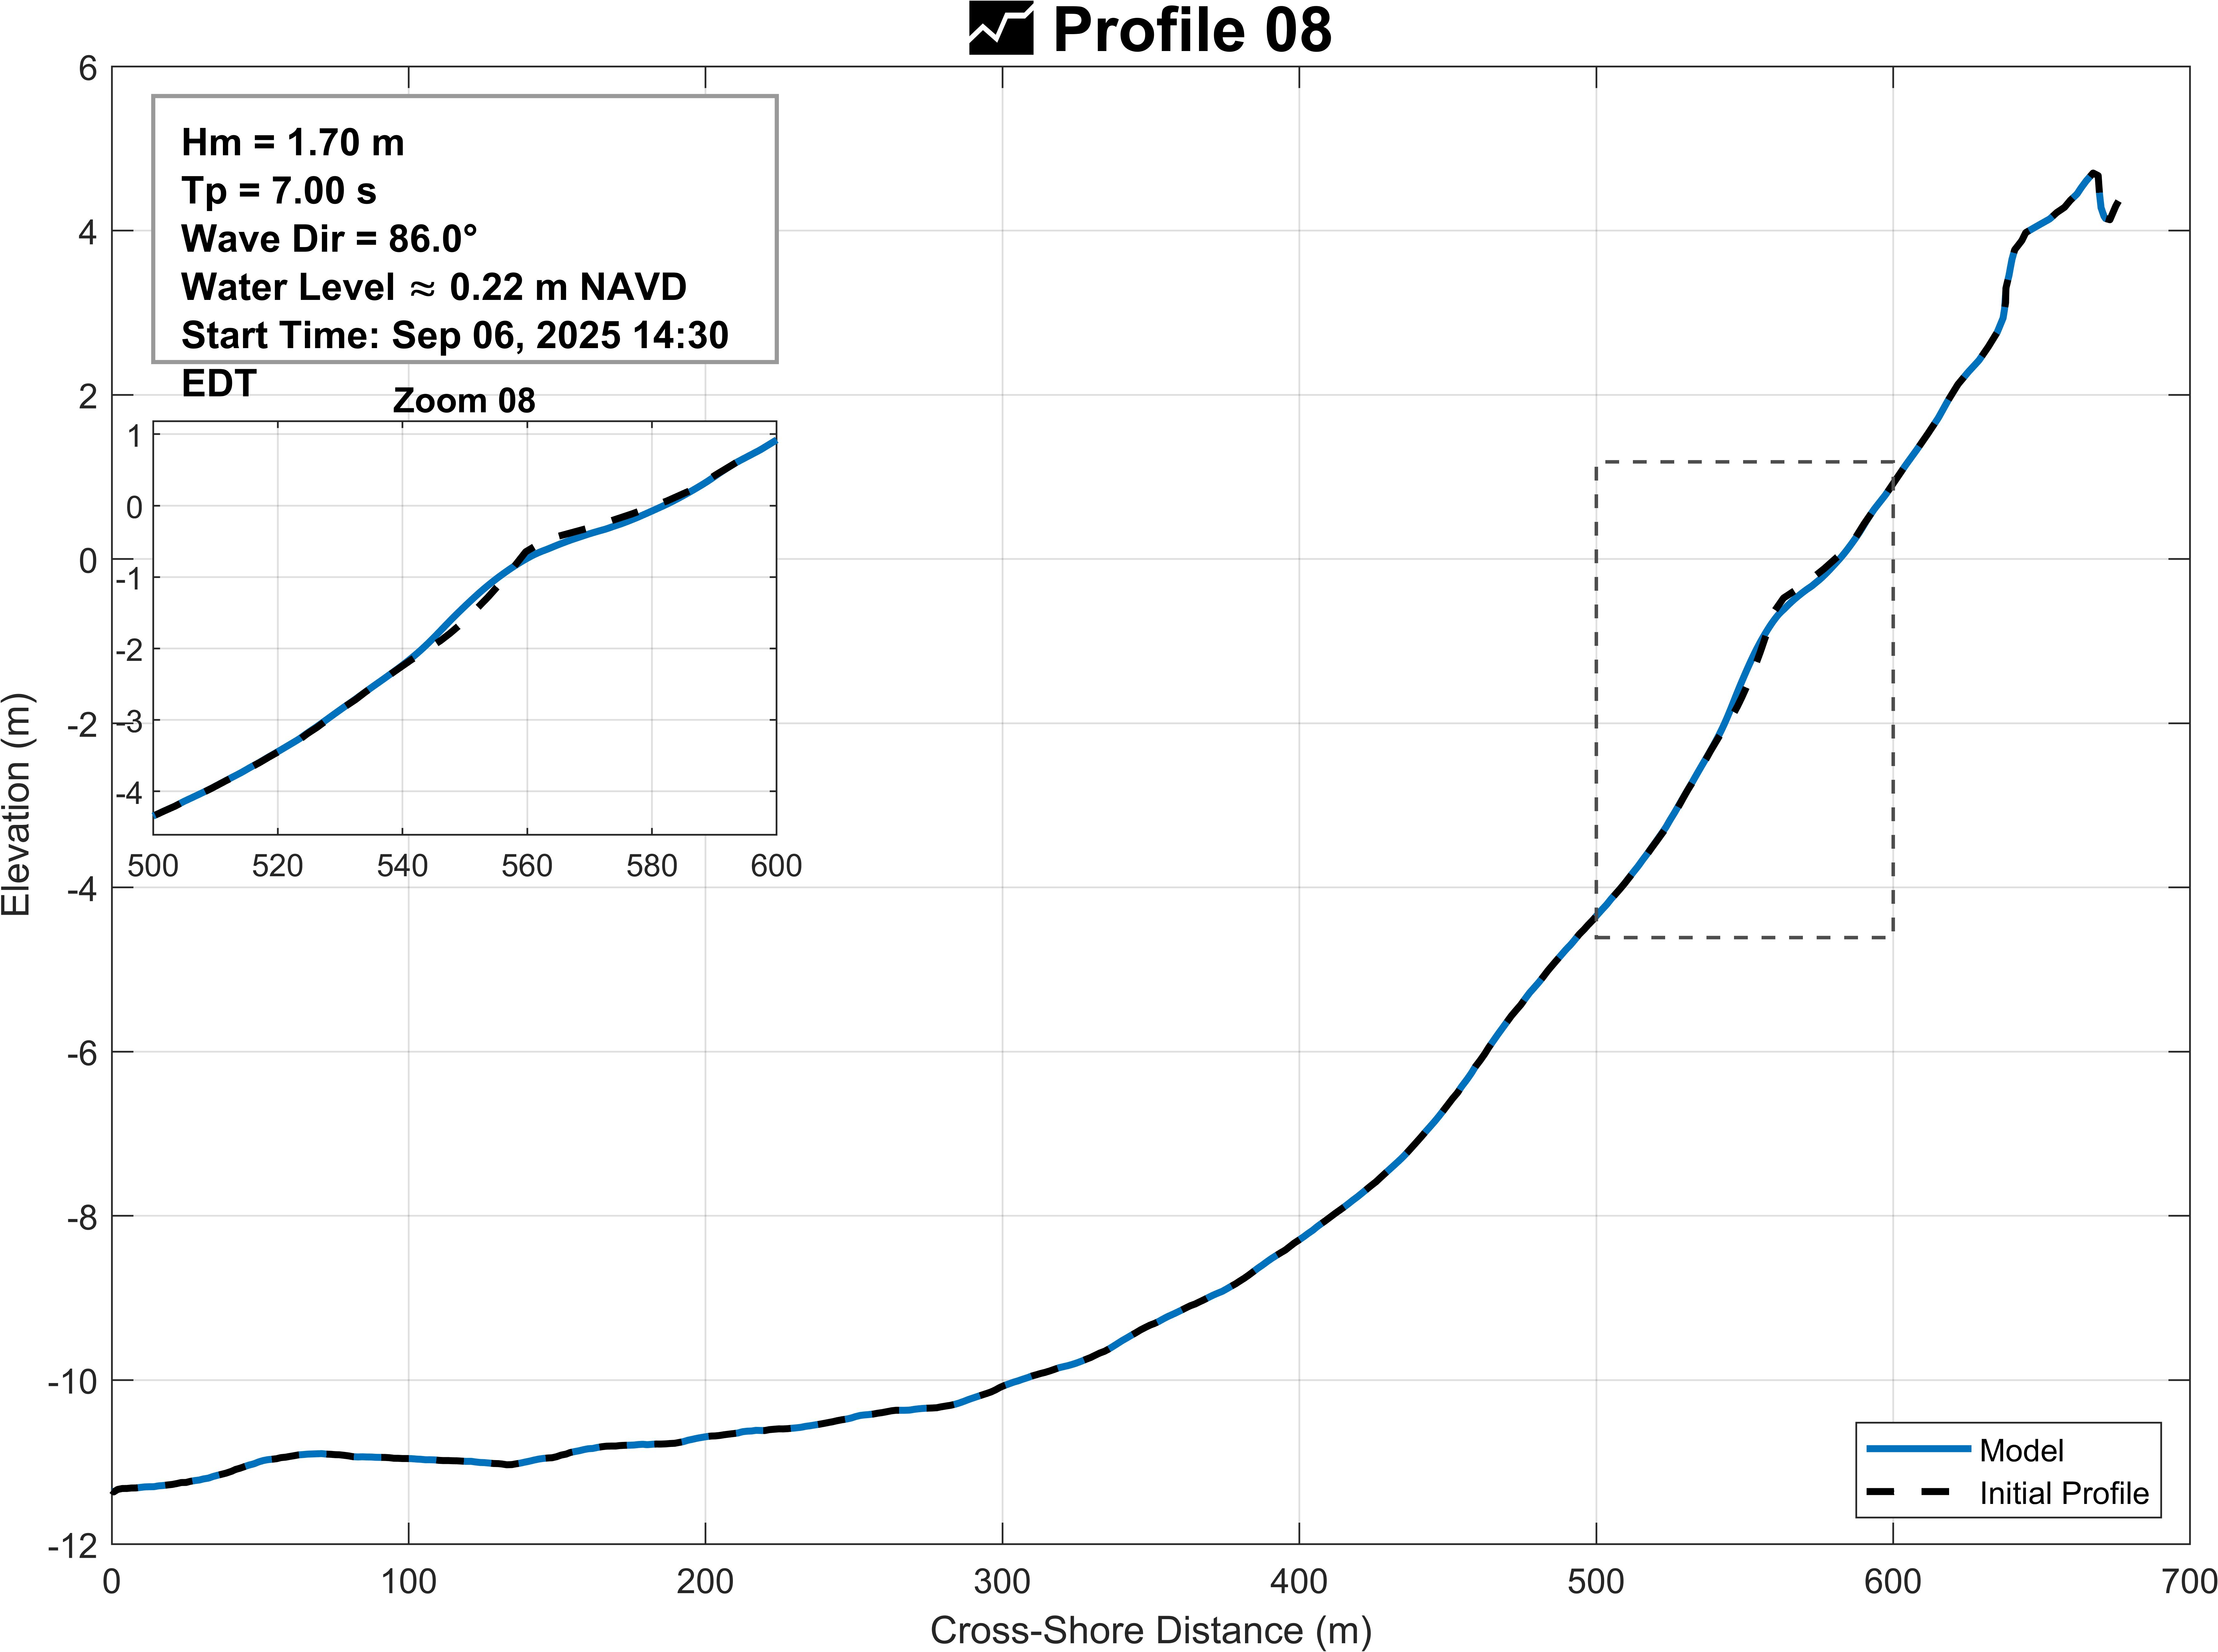 Profile 08
6
4
2
0
-2
-4
-6
-8
-10
-12
Elevation (m)
Hm = 1.70 m
Tp = 7.00 s
Wave Dir = 86.0°
Water Level ≈ 0.22 m NAVD
Start Time: Sep 06, 2025 14:30
EDT
Zoom 08
1
0
-1
-2
-3
-4
500 520 540 560 580 600
Model
Initial Profile
0 100 200 300 400 500 600 700
Cross-Shore Distance (m)